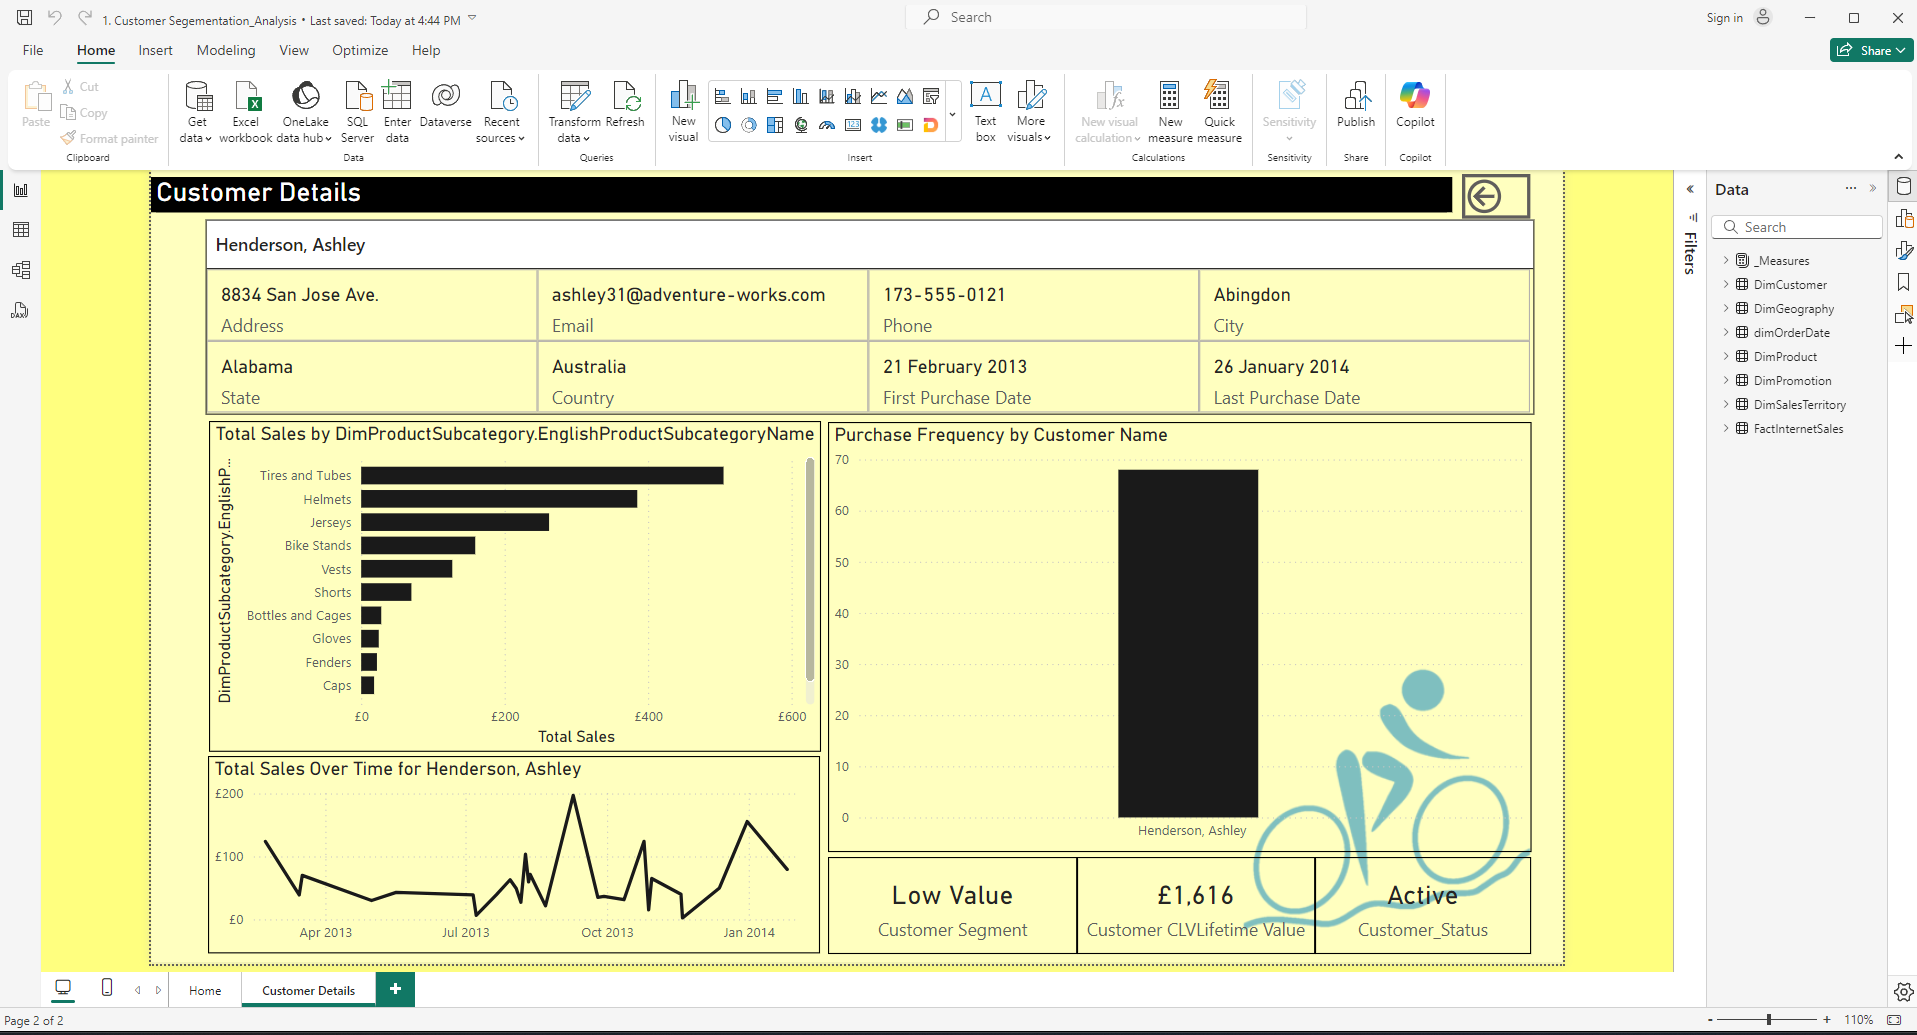 1. Customer Segementation_Analysis • Last saved: Today at 4:44 PM
Search
Sign in
File Home Insert Modeling View Optimize Help
Share
Paste
Cut
Copy
Format painter
Clipboard
Get data
Excel workbook
OneLake data hub
SQL Server
Enter data
Dataverse
Recent sources
Data
Transform data
Refresh
Queries
New visual
Text box
More visuals
Insert
New visual calculation
New measure
Quick measure
Calculations
Sensitivity
Sensitivity
Publish
Share
Copilot
Copilot
Customer Details
Henderson, Ashley
8834 San Jose Ave.
Address
ashley31@adventure-works.com
Email
173-555-0121
Phone
Abingdon
City
Alabama
State
Australia
Country
21 February 2013
First Purchase Date
26 January 2014
Last Purchase Date
Total Sales by DimProductSubcategory.EnglishProductSubcategoryName
DimProductSubcategory.EnglishP...
Tires and Tubes
Helmets
Jerseys
Bike Stands
Vests
Shorts
Bottles and Cages
Gloves
Fenders
Caps
£0 £200 £400 £600
Total Sales
Purchase Frequency by Customer Name
70
60
50
40
30
20
10
0
Henderson, Ashley
Total Sales Over Time for Henderson, Ashley
£200
£100
£0
Apr 2013 Jul 2013 Oct 2013 Jan 2014
Low Value
Customer Segment
£1,616
Customer CLVLifetime Value
Active
Customer_Status
Filters
Data
Search
_Measures
DimCustomer
DimGeography
dimOrderDate
DimProduct
DimPromotion
DimSalesTerritory
FactInternetSales
Home
Customer Details
+
Page 2 of 2
- + 110%